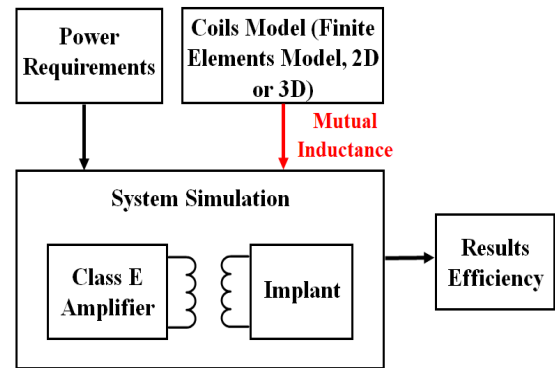 Power
Requirements
Coils Model (Finite
Elements Model, 2D
or 3D)
Mutual
Inductance
System Simulation
Class E
Amplifier
Implant
Results
Efficiency